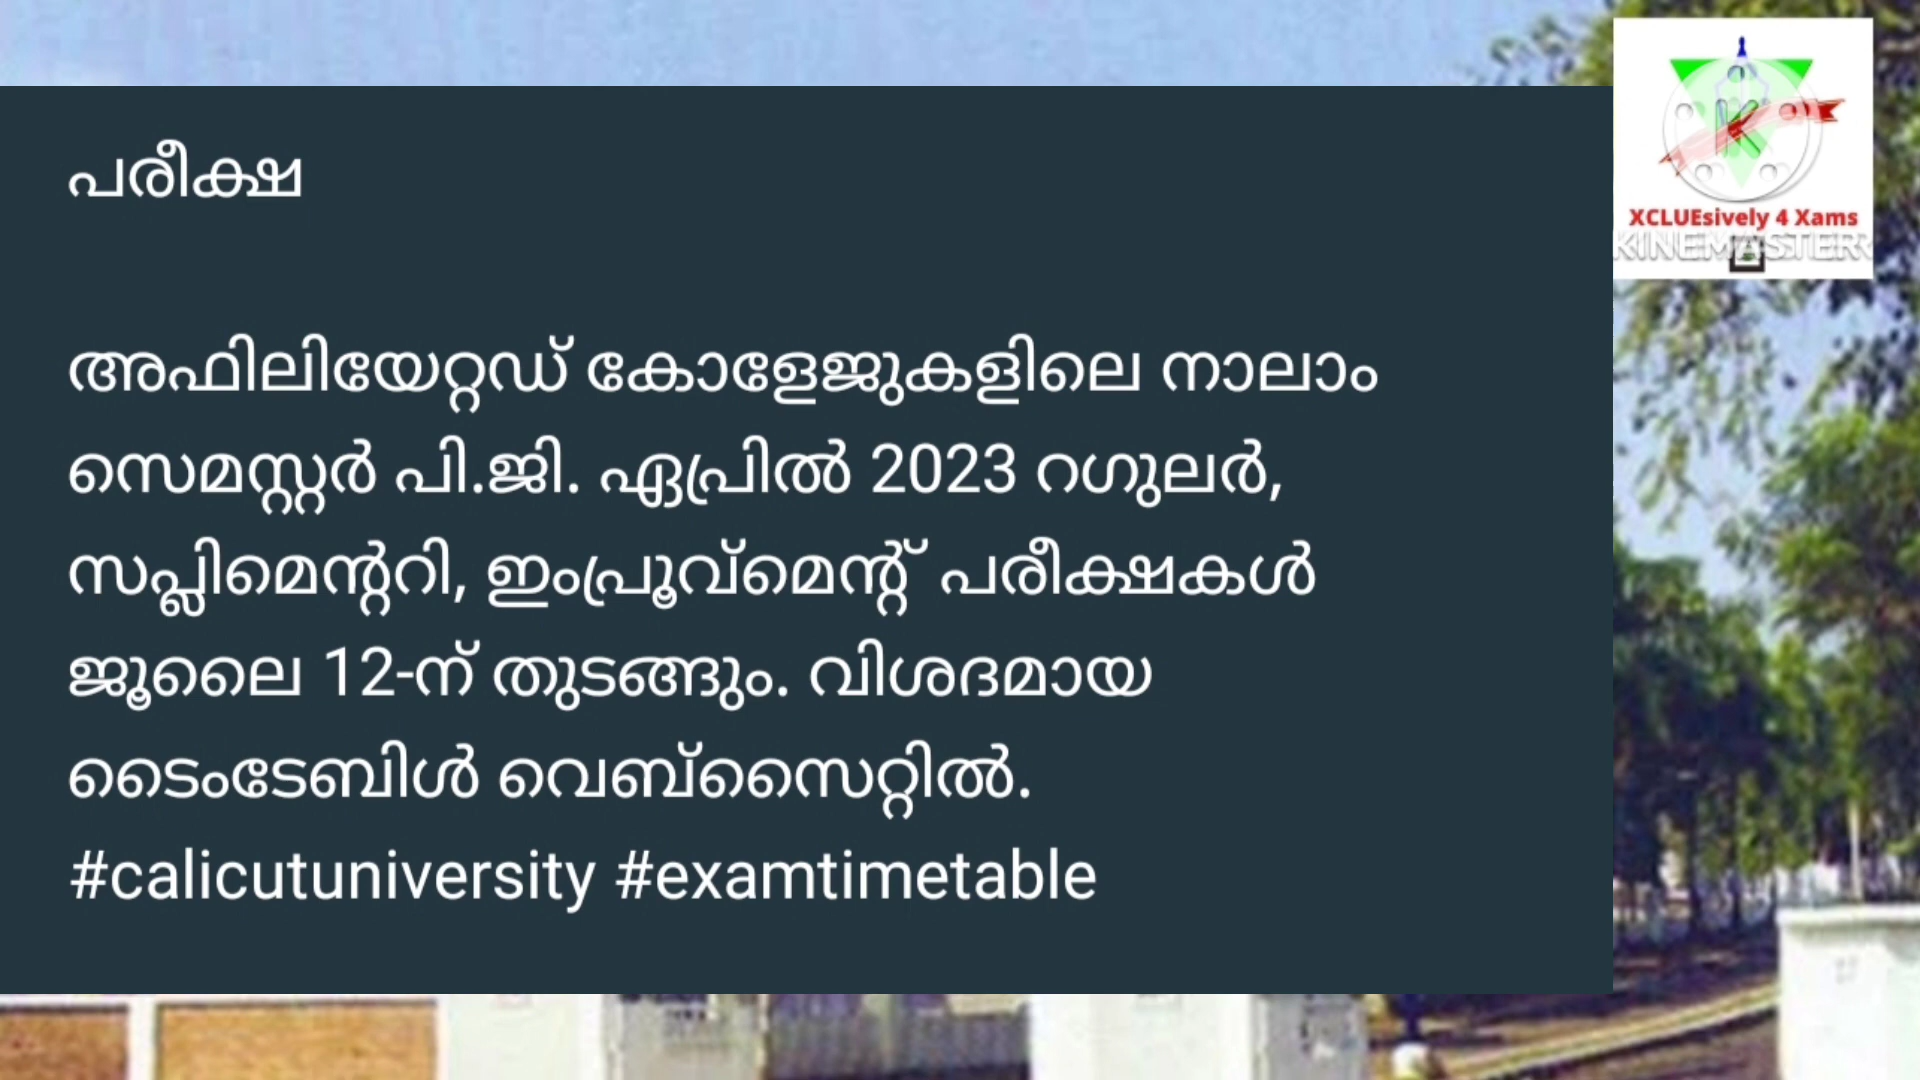 പരീക്ഷ
അഫിലിയേറ്റഡ് കോളേജുകളിലെ നാലാം
സെമസ്റ്റർ പി.ജി. ഏപ്രിൽ 2023 റഗുലർ,
സപ്ലിമെന്ററി, ഇംപ്രൂവ്മെന്റ് പരീക്ഷകൾ
ജൂലൈ 12-ന് തുടങ്ങും. വിശദമായ
ടൈംടേബിൾ വെബ്സൈറ്റിൽ.
#calicutuniversity #examtimetable
K
XCLUEsively 4 Xams
KINEMASTER